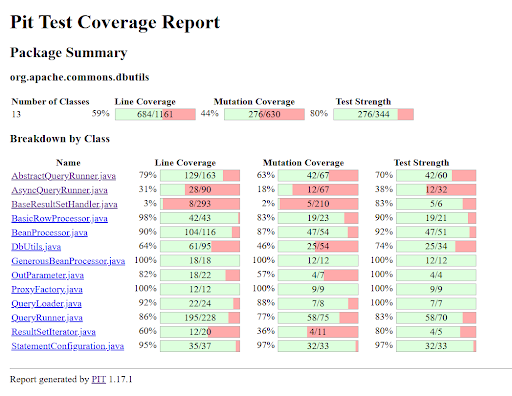 Pit Test Coverage Report
Package Summary
org.apache.commons.dbutils
Number of Classes Line Coverage Mutation Coverage Test Strength
13 59% 684/1161 44% 276/630 80% 276/344
Breakdown by Class
Name Line Coverage Mutation Coverage Test Strength
AbstractQueryRunner.java 79% 129/163 63% 42/67 70% 42/60
AsyncQueryRunner.java 31% 28/90 18% 12/67 38% 12/32
BaseResultSetHandler.java 3% 8/293 2% 5/210 83% 5/6
BasicRowProcessor.java 98% 42/43 83% 19/23 90% 19/21
BeanProcessor.java 90% 104/116 87% 47/54 92% 47/51
DbUtils.java 64% 61/95 46% 25/54 74% 25/34
GenerousBeanProcessor.java 100% 18/18 100% 12/12 100% 12/12
OutParameter.java 82% 18/22 57% 4/7 100% 4/4
ProxyFactory.java 100% 12/12 100% 9/9 100% 9/9
QueryLoader.java 92% 22/24 88% 7/8 100% 7/7
QueryRunner.java 86% 195/228 77% 58/75 83% 58/70
ResultSetIterator.java 60% 12/20 36% 4/11 80% 4/5
StatementConfiguration.java 95% 35/37 97% 32/33 97% 32/33
Report generated by PIT 1.17.1